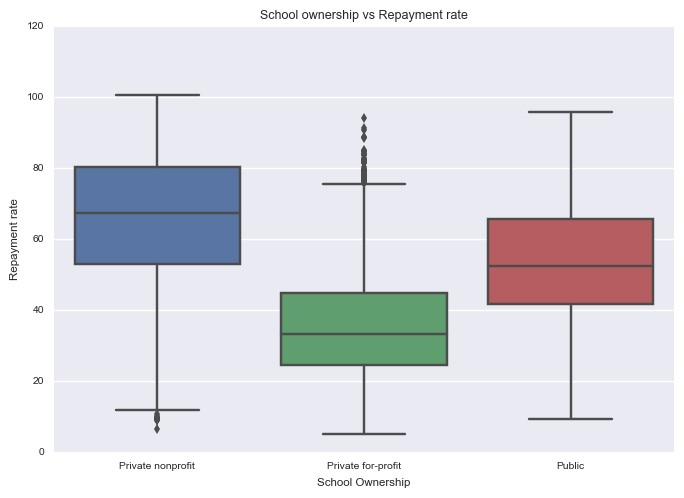 School ownership vs Repayment rate
120
100
80
60
40
20
0
Repayment rate
Private nonprofit
Private for-profit
Public
School Ownership